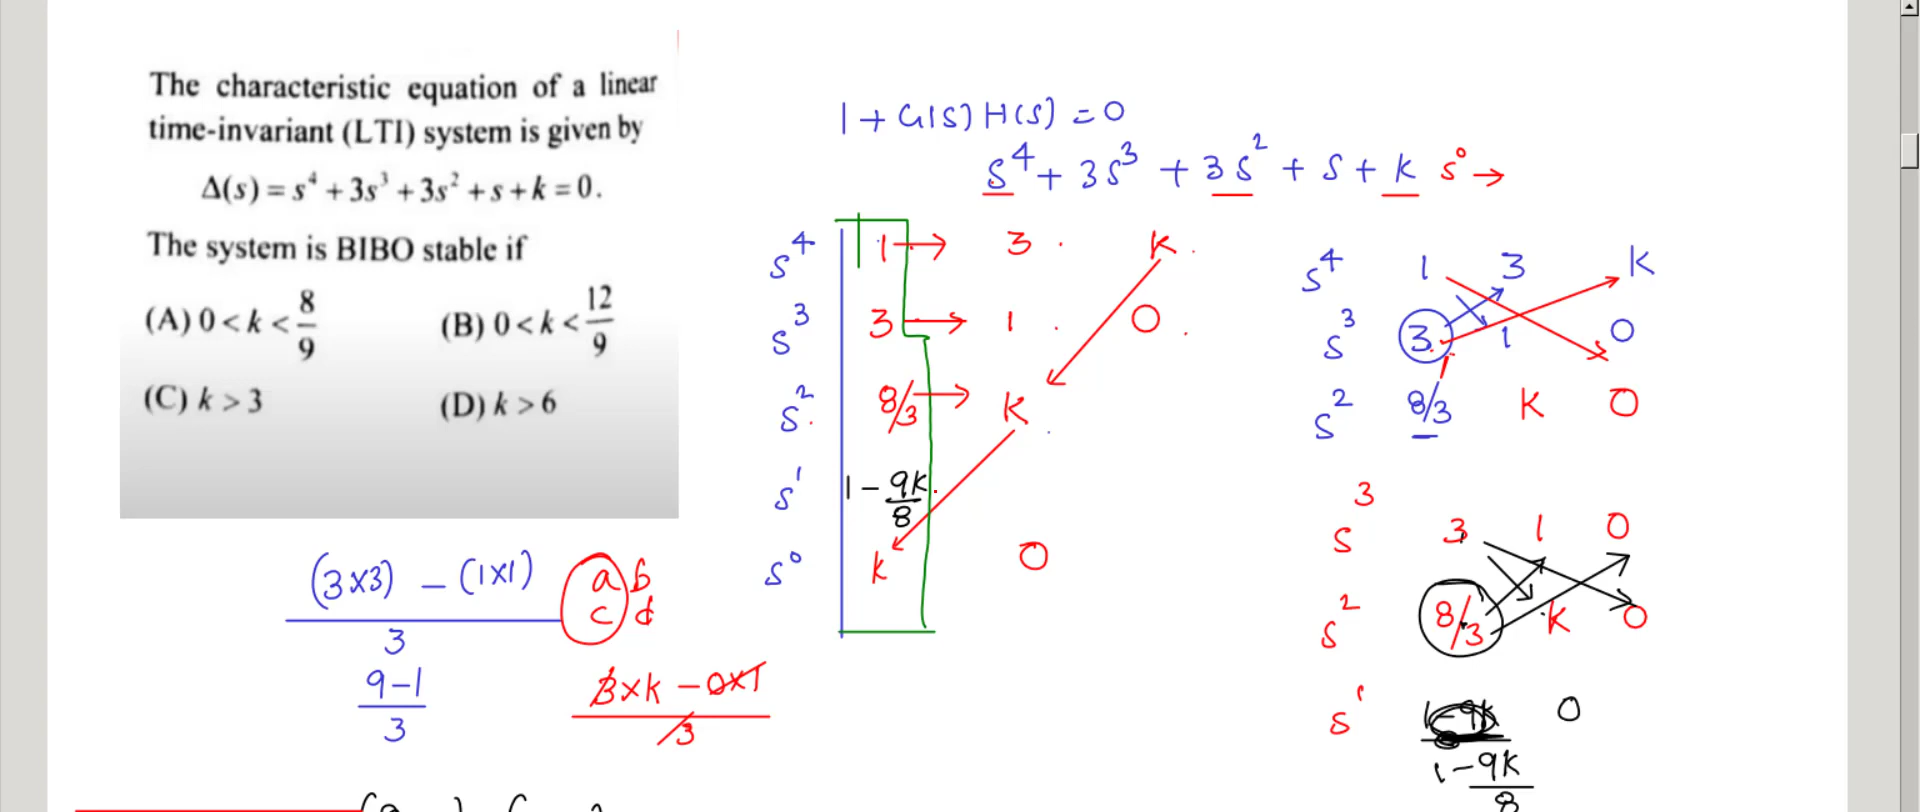 The characteristic equation of a linear
time-invariant (LTI) system is given by
Δ(s) = s⁴ + 3s³ + 3s² + s + k = 0.
The system is BIBO stable if
(A) 0 < k < 8/9
(B) 0 < k < 12/9
(C) k > 3
(D) k > 6
1 + G(s) H(s) = 0
s⁴ + 3s³ + 3s² + s + k s⁰ →
s⁴ 1 → 3 . k .
s³ 3 → 1 . 0 .
s² 8/3 → k
s¹ 1 - 9k/8
s⁰ k 0
s⁴ 1 3 k
s³ 3 1 0
s² 8/3 k 0
s³ 3 1 0
s² 8/3 k 0
s¹ 0
1 - 9k/8
(3×3) - (1×1)
3
9-1
3
a b
c d
3×k - 0×1
3